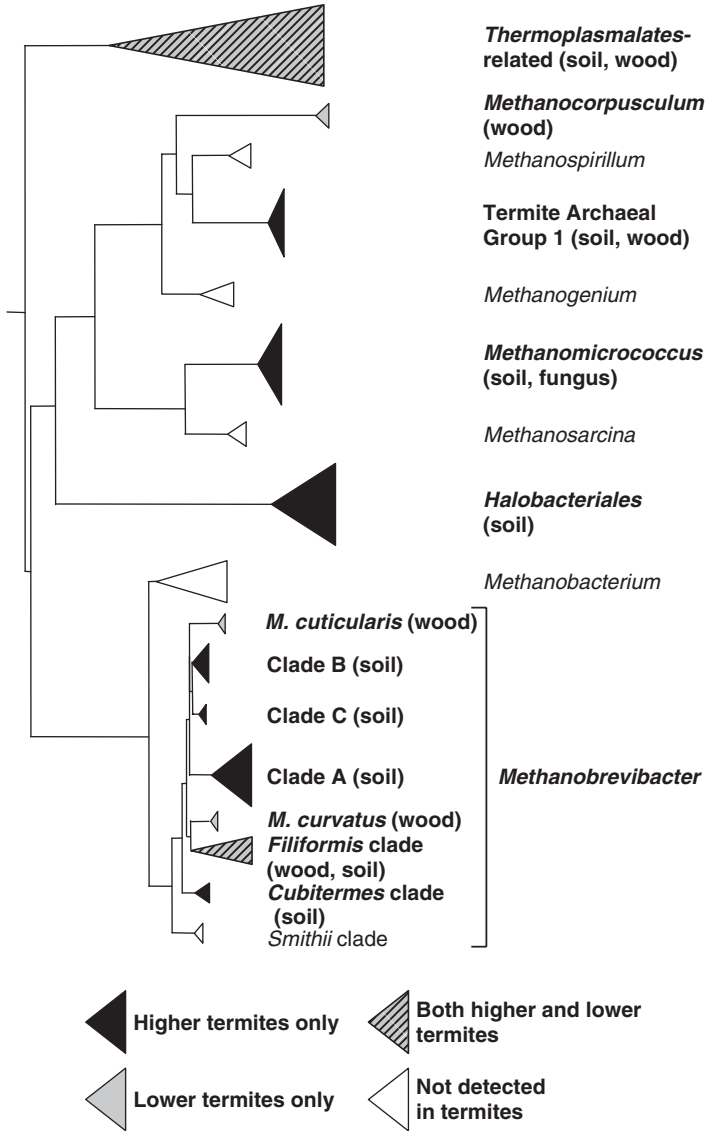 Thermoplasmalates-
related (soil, wood)
Methanocorpusculum
(wood)
Methanospirillum
Termite Archaeal
Group 1 (soil, wood)
Methanogenium
Methanomicrococcus
(soil, fungus)
Methanosarcina
Halobacteriales
(soil)
Methanobacterium
M. cuticularis (wood)
Clade B (soil)
Clade C (soil)
Clade A (soil)
Methanobrevibacter
M. curvatus (wood)
Filiformis clade
(wood, soil)
Cubitermes clade
(soil)
Smithii clade
Higher termites only
Both higher and lower
termites
Lower termites only
Not detected
in termites